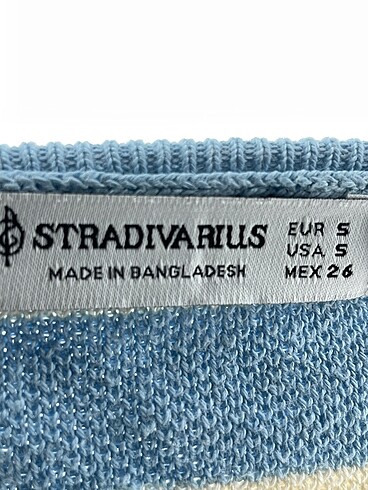 STRADIVARIUS
MADE IN BANGLADESH
EUR S
USA S
MEX 26